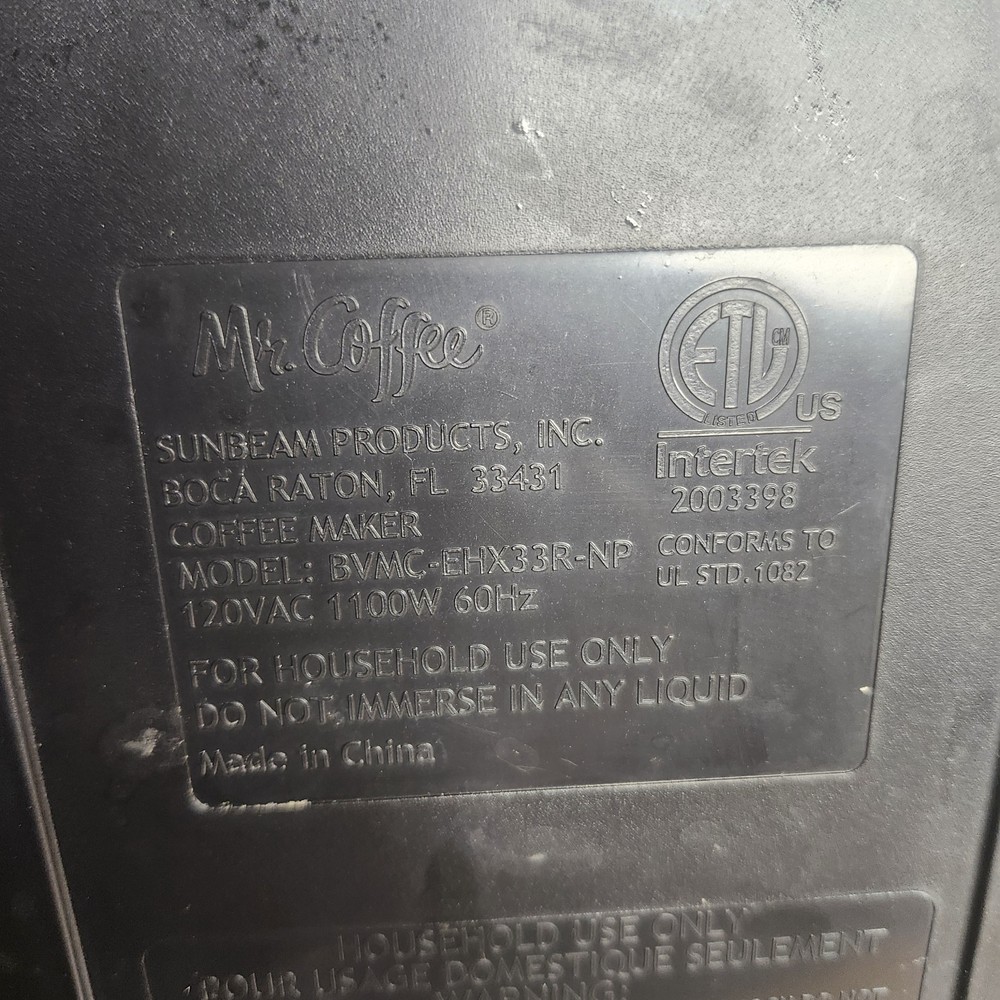 Mr. Coffee®
SUNBEAM PRODUCTS, INC.
BOCA RATON, FL 33431
COFFEE MAKER
MODEL: BVMC-EHX33R-NP
120VAC 1100W 60Hz
FOR HOUSEHOLD USE ONLY
DO NOT IMMERSE IN ANY LIQUID
Made in China
ETL CM
LISTED
US
Intertek
2003398
CONFORMS TO
UL STD.1082
HOUSEHOLD USE ONLY
POUR USAGE DOMESTIQUE SEULEMENT
WARNING: